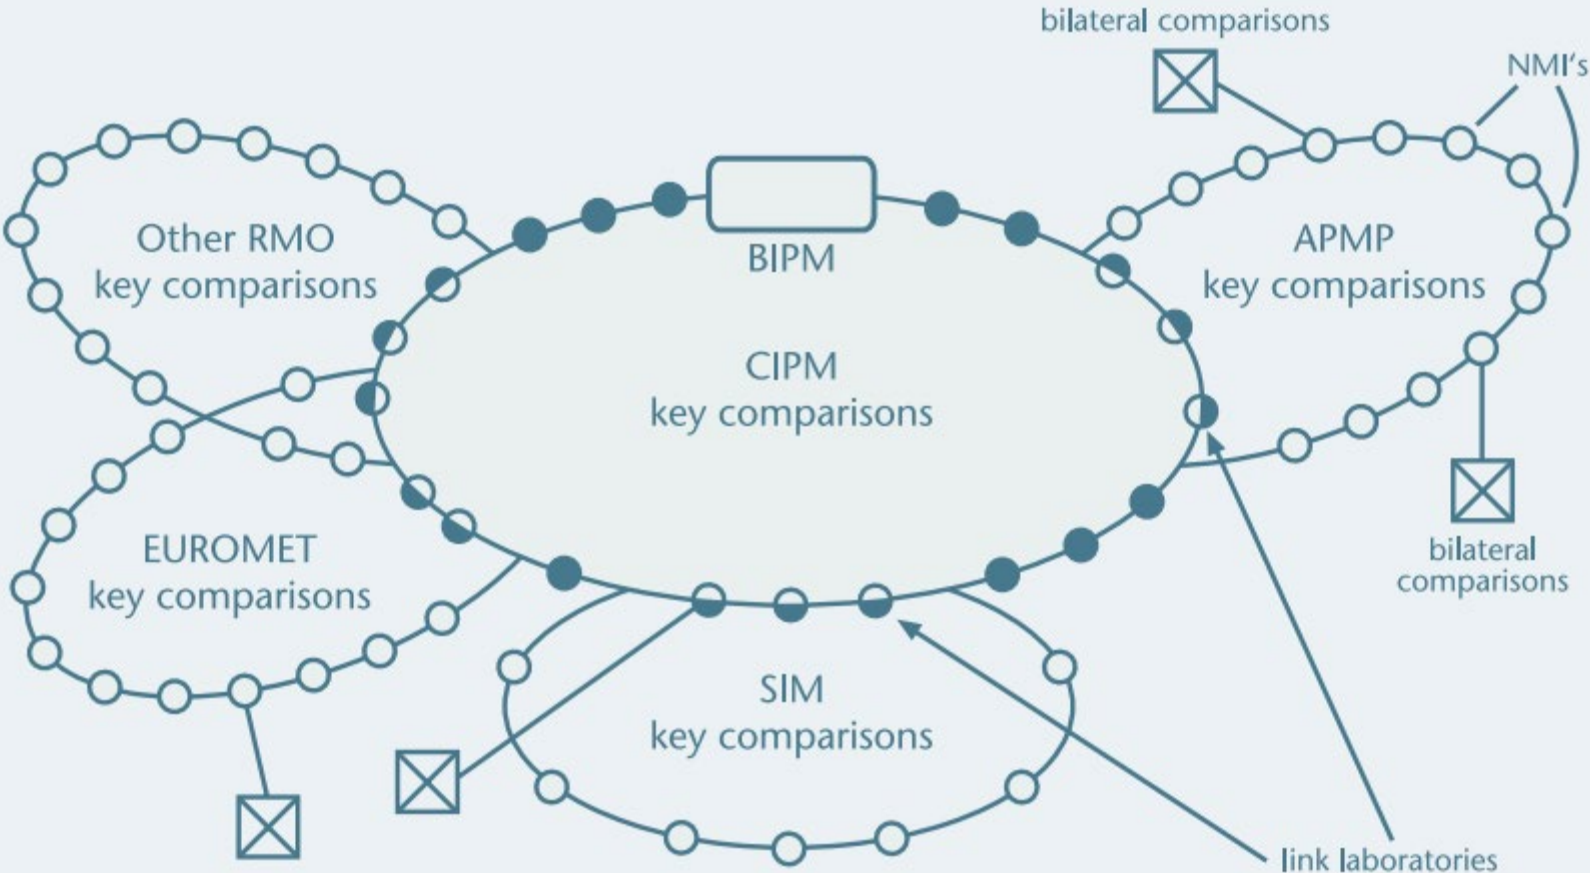 bilateral comparisons
NMI's
Other RMO
key comparisons
BIPM
APMP
key comparisons
CIPM
key comparisons
EUROMET
key comparisons
bilateral
comparisons
SIM
key comparisons
link laboratories